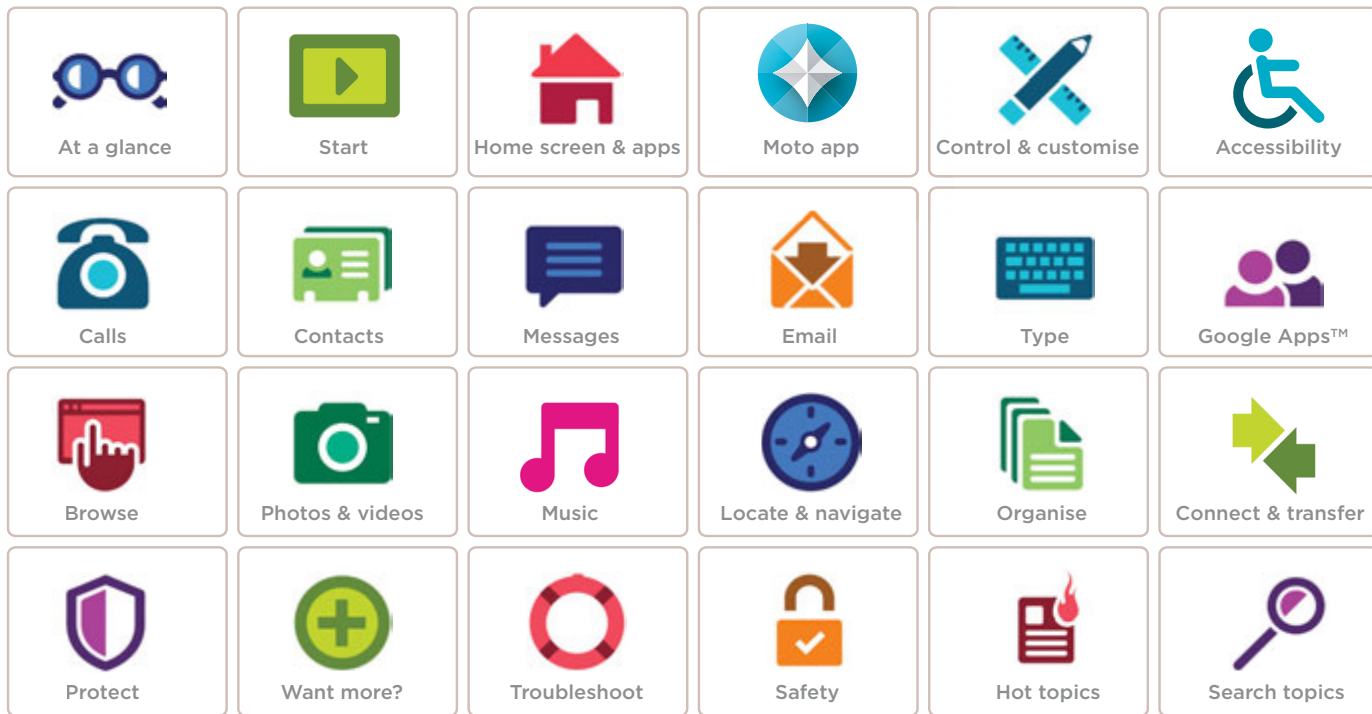 At a glance
Start
Home screen & apps
Moto app
Control & customise
Accessibility
Calls
Contacts
Messages
Email
Type
Google Apps™
Browse
Photos & videos
Music
Locate & navigate
Organise
Connect & transfer
Protect
Want more?
Troubleshoot
Safety
Hot topics
Search topics